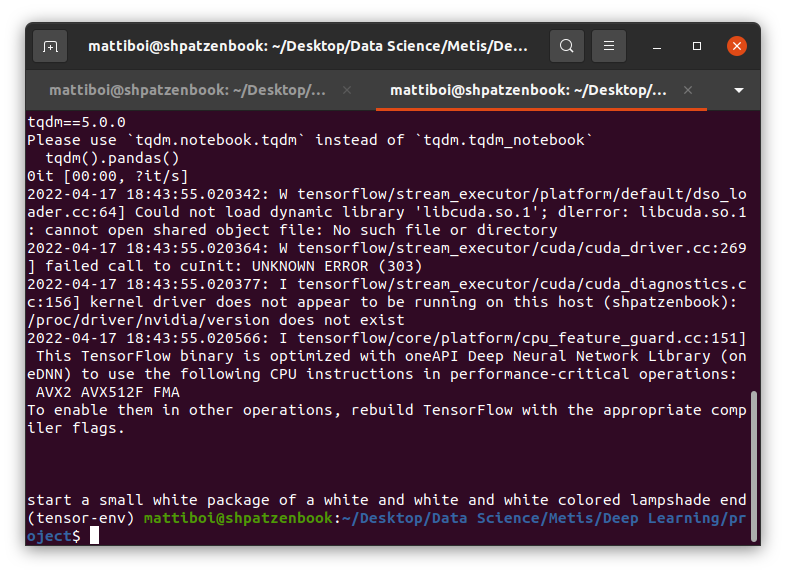 mattiboi@shpatzenbook: ~/Desktop/Data Science/Metis/De...
mattiboi@shpatzenbook: ~/Desktop/... × mattiboi@shpatzenbook: ~/Desktop/... ×
tqdm==5.0.0
Please use `tqdm.notebook.tqdm` instead of `tqdm.tqdm_notebook`
  tqdm().pandas()
0it [00:00, ?it/s]
2022-04-17 18:43:55.020342: W tensorflow/stream_executor/platform/default/dso_lo
ader.cc:64] Could not load dynamic library 'libcuda.so.1'; dlerror: libcuda.so.1
: cannot open shared object file: No such file or directory
2022-04-17 18:43:55.020364: W tensorflow/stream_executor/cuda/cuda_driver.cc:269
] failed call to cuInit: UNKNOWN ERROR (303)
2022-04-17 18:43:55.020377: I tensorflow/stream_executor/cuda/cuda_diagnostics.c
c:156] kernel driver does not appear to be running on this host (shpatzenbook):
/proc/driver/nvidia/version does not exist
2022-04-17 18:43:55.020566: I tensorflow/core/platform/cpu_feature_guard.cc:151]
 This TensorFlow binary is optimized with oneAPI Deep Neural Network Library (on
eDNN) to use the following CPU instructions in performance-critical operations:
 AVX2 AVX512F FMA
To enable them in other operations, rebuild TensorFlow with the appropriate comp
iler flags.
start a small white package of a white and white and white colored lampshade end
(tensor-env) mattiboi@shpatzenbook:~/Desktop/Data Science/Metis/Deep Learning/pr
oject$